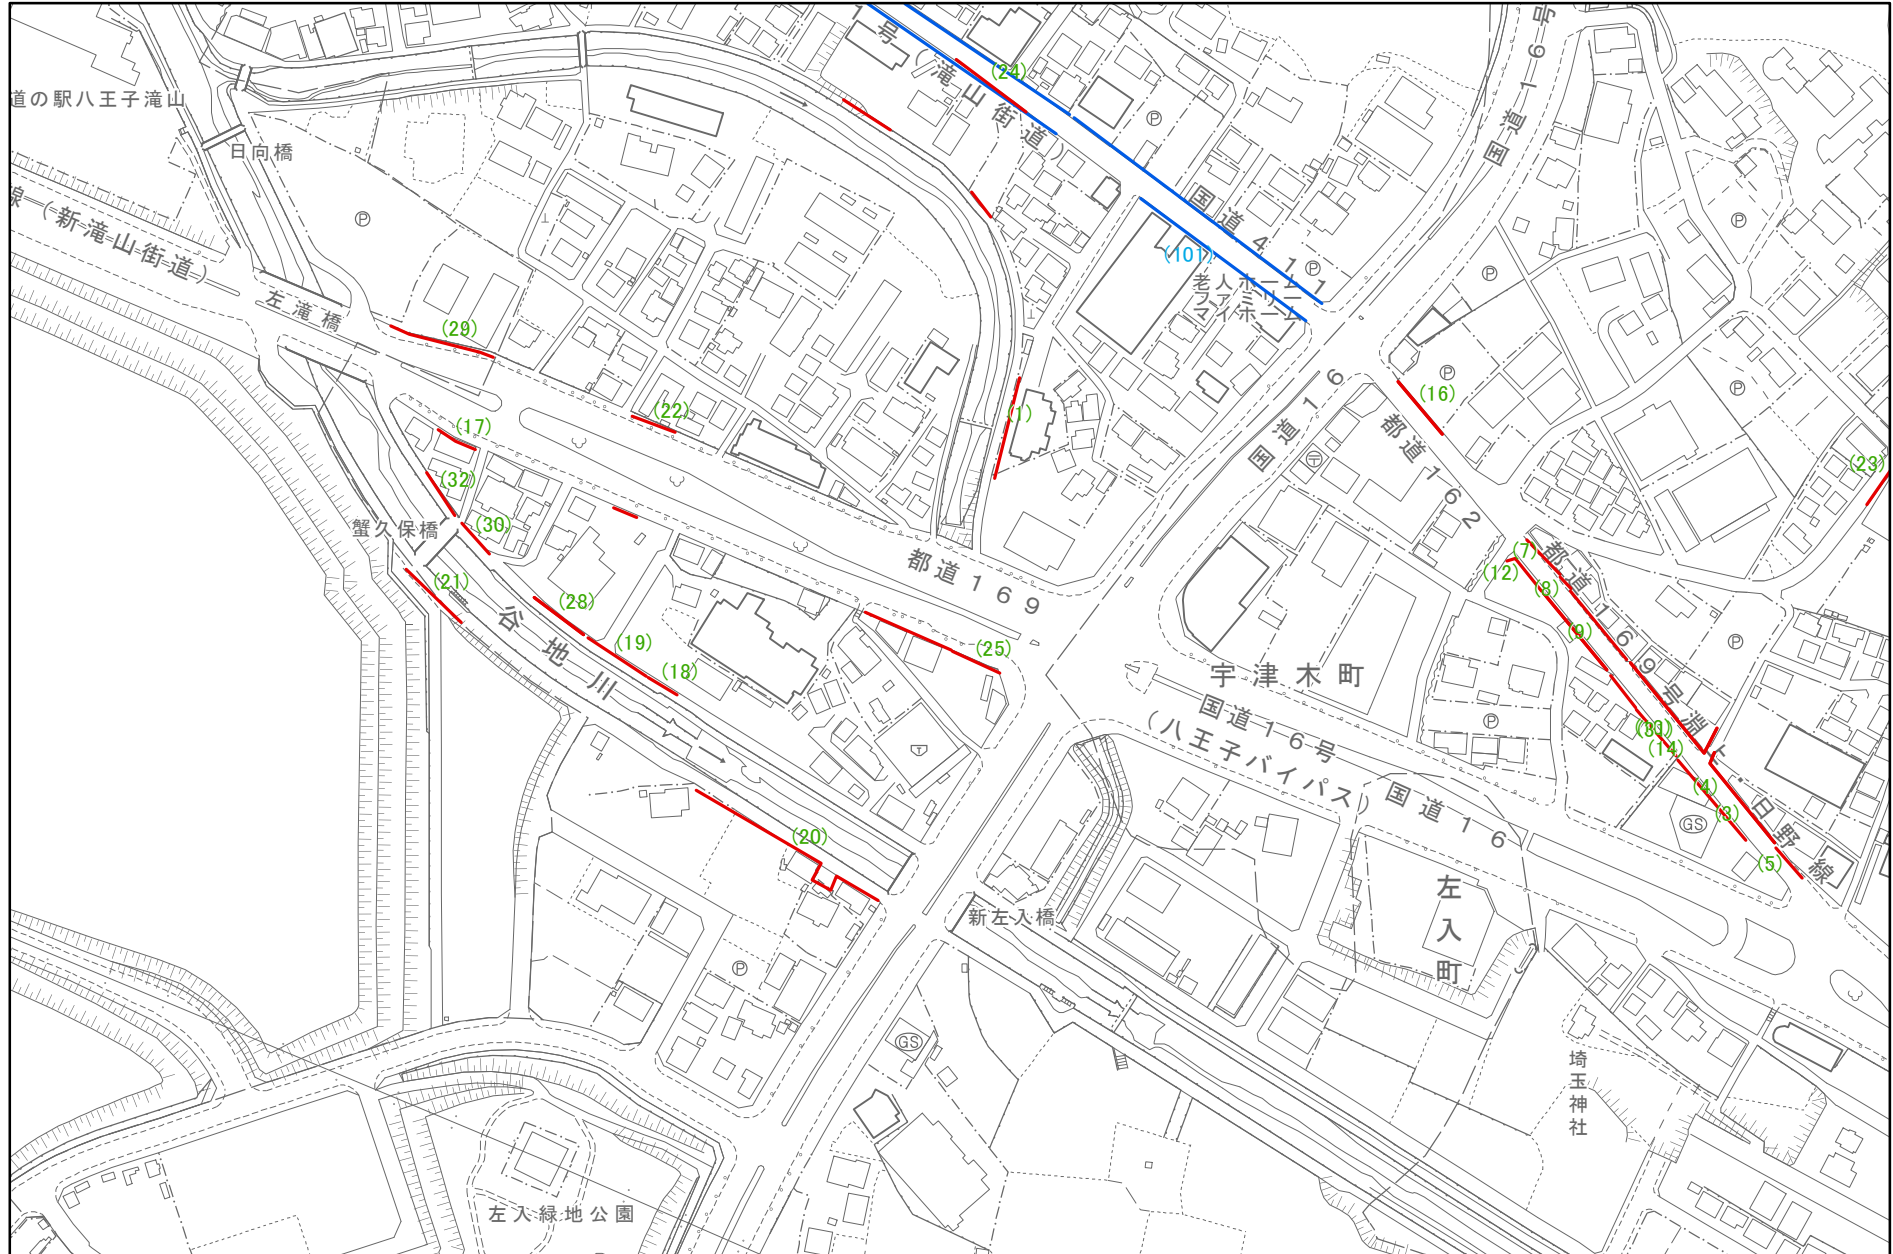 道の駅八王子滝山
日向橋
線(新滝山街道)
左滝橋
1号(滝山街道)
(24)
国道16号
(101)
国道411
老人ホーム
ファミリー
マイホーム
(29)
(22)
(17)
(32)
(30)
蟹久保橋
(21)
(1)
(16)
国道16
都道162
(23)
都道169
(28)
(19)
(18)
谷地川
(25)
(7)
(12)
(8)
(9)
都道169号淵上・日野線
(14)
(4)
(3)
(5)
宇津木町
国道16号
(八王子バイパス)
国道16
(20)
GS
左入町
新左入橋
GS
埼玉神社
左入緑地公園